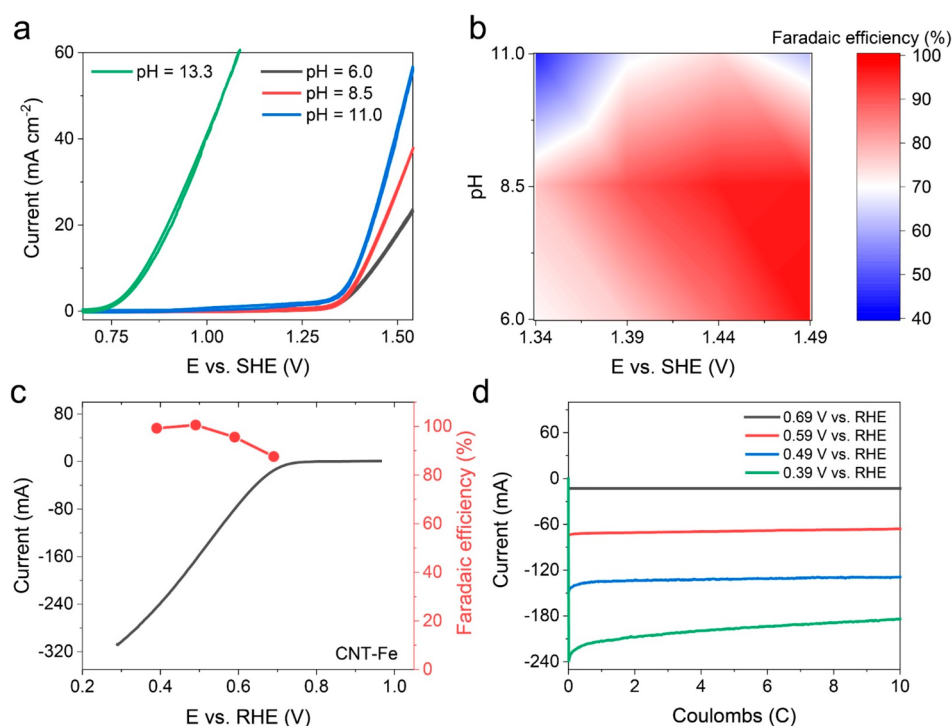 a
60
40
20
0
Current (mA cm⁻²)
pH = 13.3
pH = 6.0
pH = 8.5
pH = 11.0
0.75
1.00
1.25
1.50
E vs. SHE (V)
b
Faradaic efficiency (%)
11.0
8.5
6.0
pH
1.34
1.39
1.44
1.49
E vs. SHE (V)
100
90
80
70
60
50
40
c
80
0
-80
-160
-240
-320
Current (mA)
100
80
60
40
20
0
Faradaic efficiency (%)
CNT-Fe
0.2
0.4
0.6
0.8
1.0
E vs. RHE (V)
d
60
0
-60
-120
-180
-240
Current (mA)
0.69 V vs. RHE
0.59 V vs. RHE
0.49 V vs. RHE
0.39 V vs. RHE
0
2
4
6
8
10
Coulombs (C)